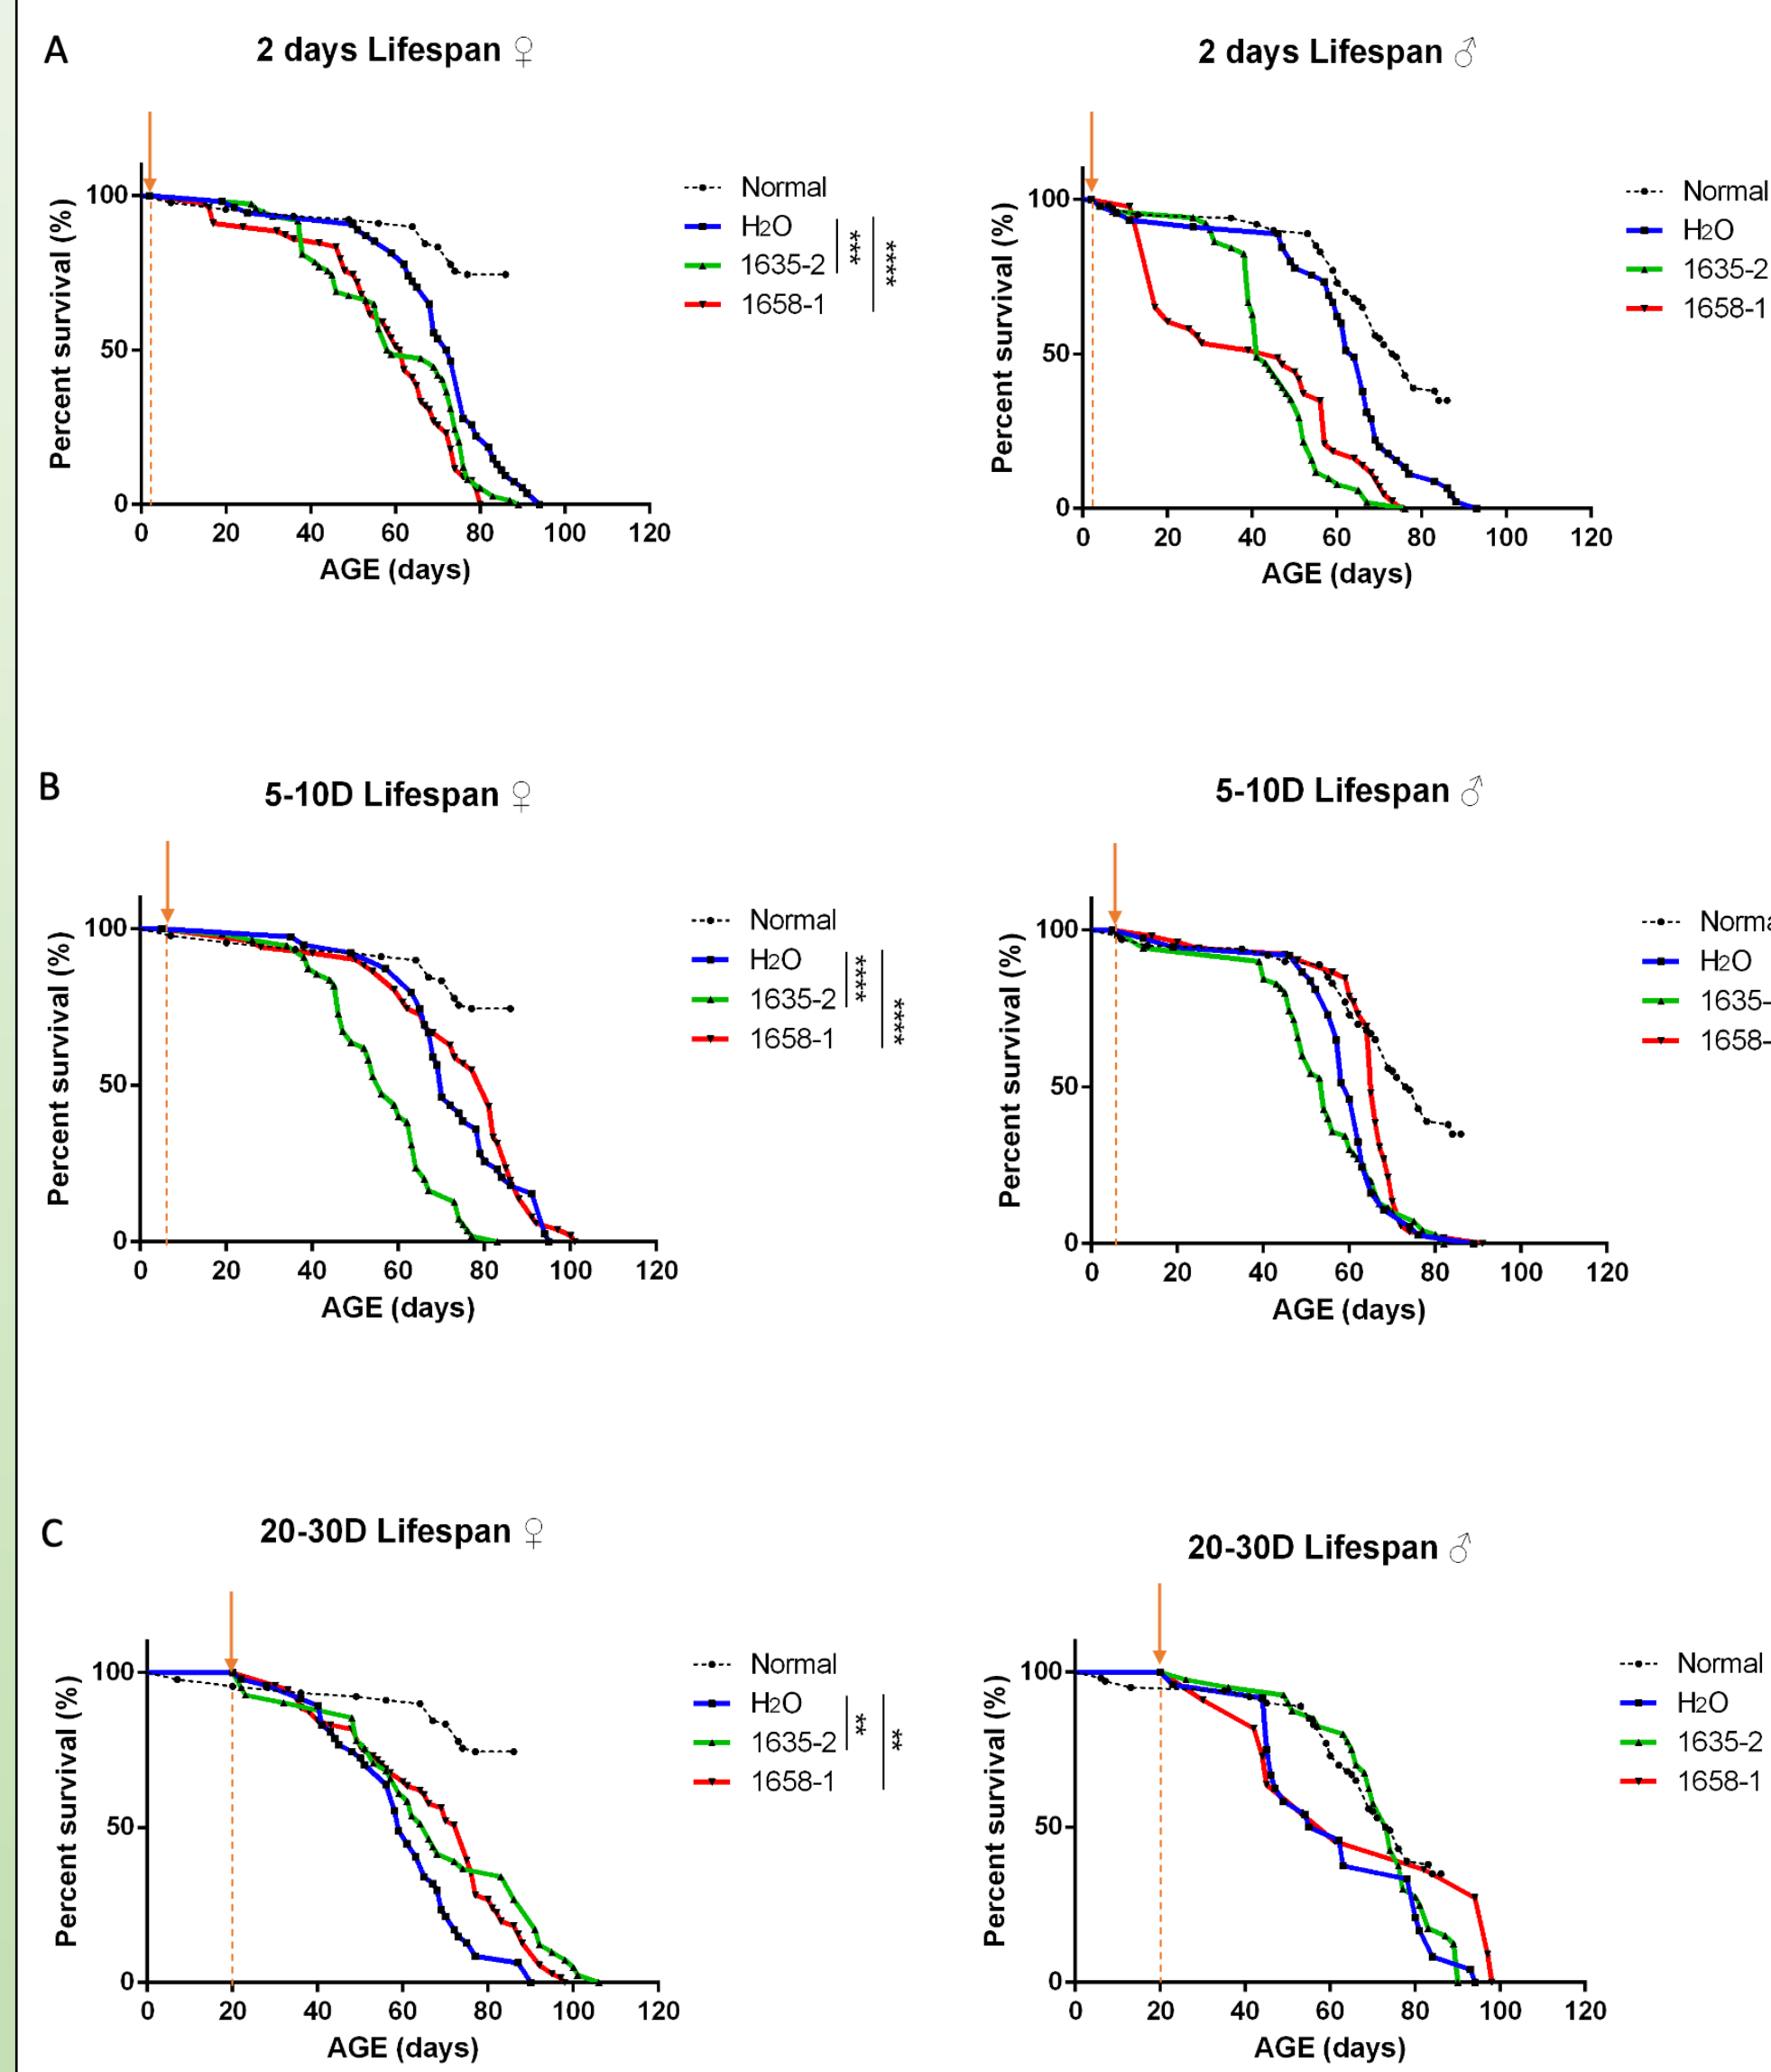 A
2 days Lifespan ♀
Percent survival (%)
100
50
0
0 20 40 60 80 100 120
AGE (days)
Normal
H2O
1635-2
1658-1
***
****
2 days Lifespan ♂
Percent survival (%)
100
50
0
0 20 40 60 80 100 120
AGE (days)
Normal
H2O
1635-2
1658-1
B
5-10D Lifespan ♀
Percent survival (%)
100
50
0
0 20 40 60 80 100 120
AGE (days)
Normal
H2O
1635-2
1658-1
****
****
5-10D Lifespan ♂
Percent survival (%)
100
50
0
0 20 40 60 80 100 120
AGE (days)
Norma
H2O
1635-
1658-
C
20-30D Lifespan ♀
Percent survival (%)
100
50
0
0 20 40 60 80 100 120
AGE (days)
Normal
H2O
1635-2
1658-1
**
**
20-30D Lifespan ♂
Percent survival (%)
100
50
0
0 20 40 60 80 100 120
AGE (days)
Normal
H2O
1635-2
1658-1